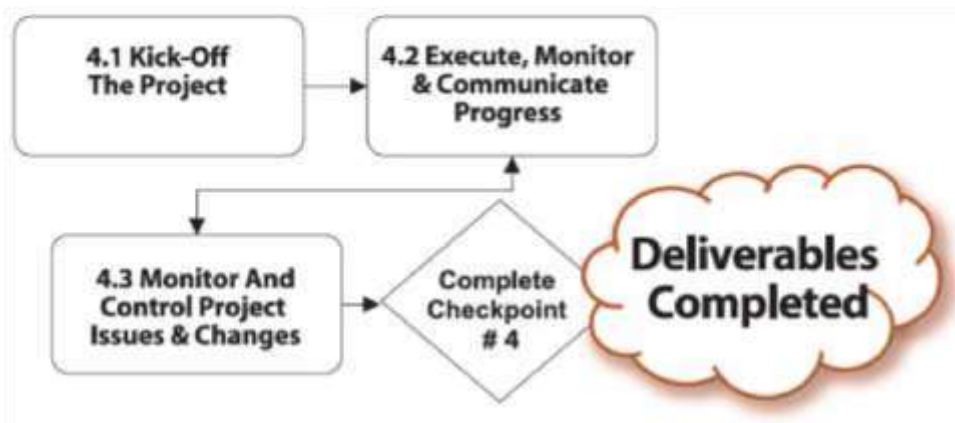 4.1 Kick-Off
The Project
4.2 Execute, Monitor
& Communicate
Progress
4.3 Monitor And
Control Project
Issues & Changes
Complete
Checkpoint
# 4
Deliverables
Completed